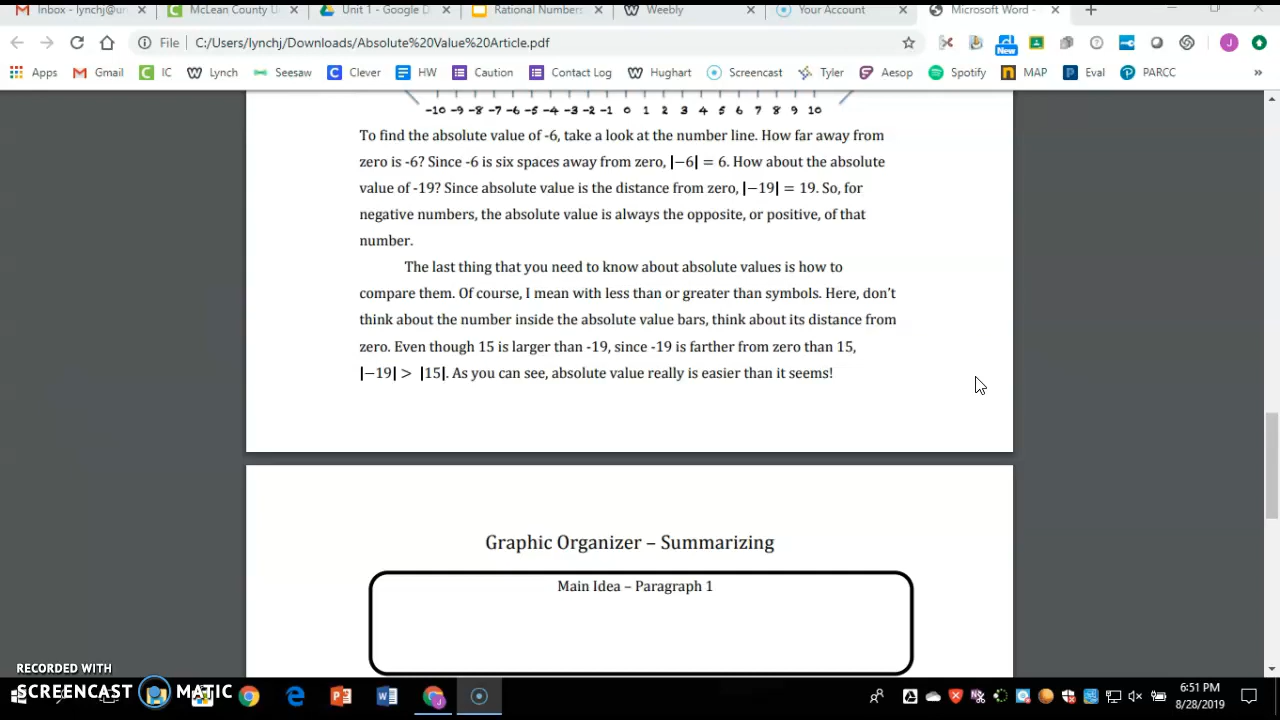 Inbox - lynchj@ur
McLean County U
Unit 1 - Google D
Rational Numbers
Weebly
Your Account
Microsoft Word -
File C:/Users/lynchj/Downloads/Absolute%20Value%20Article.pdf
New
J
Apps Gmail IC Lynch Seesaw Clever HW Caution Contact Log Hughart Screencast Tyler Aesop Spotify MAP Eval PARCC »
-10 -9 -8 -7 -6 -5 -4 -3 -2 -1 0 1 2 3 4 5 6 7 8 9 10
To find the absolute value of -6, take a look at the number line. How far away from
zero is -6? Since -6 is six spaces away from zero, |−6| = 6. How about the absolute
value of -19? Since absolute value is the distance from zero, |−19| = 19. So, for
negative numbers, the absolute value is always the opposite, or positive, of that
number.
The last thing that you need to know about absolute values is how to
compare them. Of course, I mean with less than or greater than symbols. Here, don't
think about the number inside the absolute value bars, think about its distance from
zero. Even though 15 is larger than -19, since -19 is farther from zero than 15,
|−19| > |15|. As you can see, absolute value really is easier than it seems!
Graphic Organizer – Summarizing
Main Idea – Paragraph 1
RECORDED WITH
SCREENCAST MATIC
6:51 PM
8/28/2019